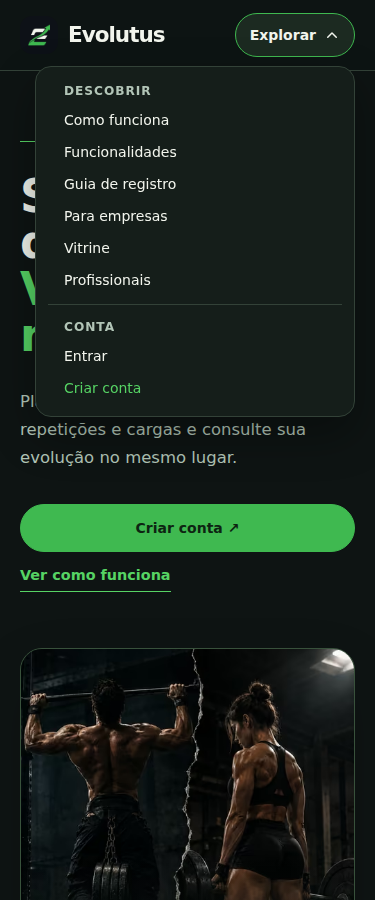 Evolutus
Explorar
DESCOBRIR
Como funciona
Funcionalidades
Guia de registro
Para empresas
Vitrine
Profissionais
CONTA
Entrar
Criar conta
repetições e cargas e consulte sua
evolução no mesmo lugar.
Criar conta ↗
Ver como funciona